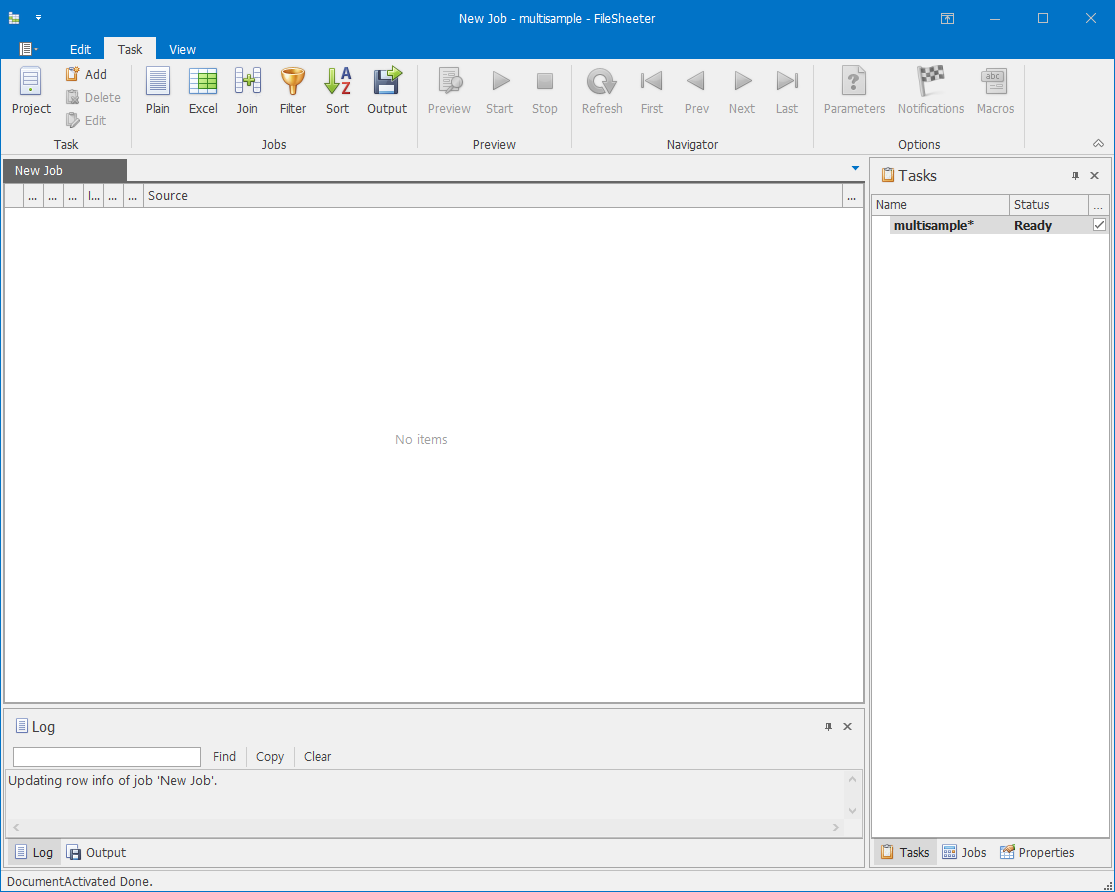 New Job - multisample - FileSheeter
Edit Task View
Project Add Delete Edit Plain Excel Join Filter Sort Output Preview Start Stop Refresh First Prev Next Last Parameters Notifications Macros
Task Jobs Preview Navigator Options
New Job
... ... ... I... ... ... Source ...
No items
Tasks
Name Status ...
multisample* Ready
Log
Find Copy Clear
Updating row info of job 'New Job'.
Log Output
Tasks Jobs Properties
DocumentActivated Done.